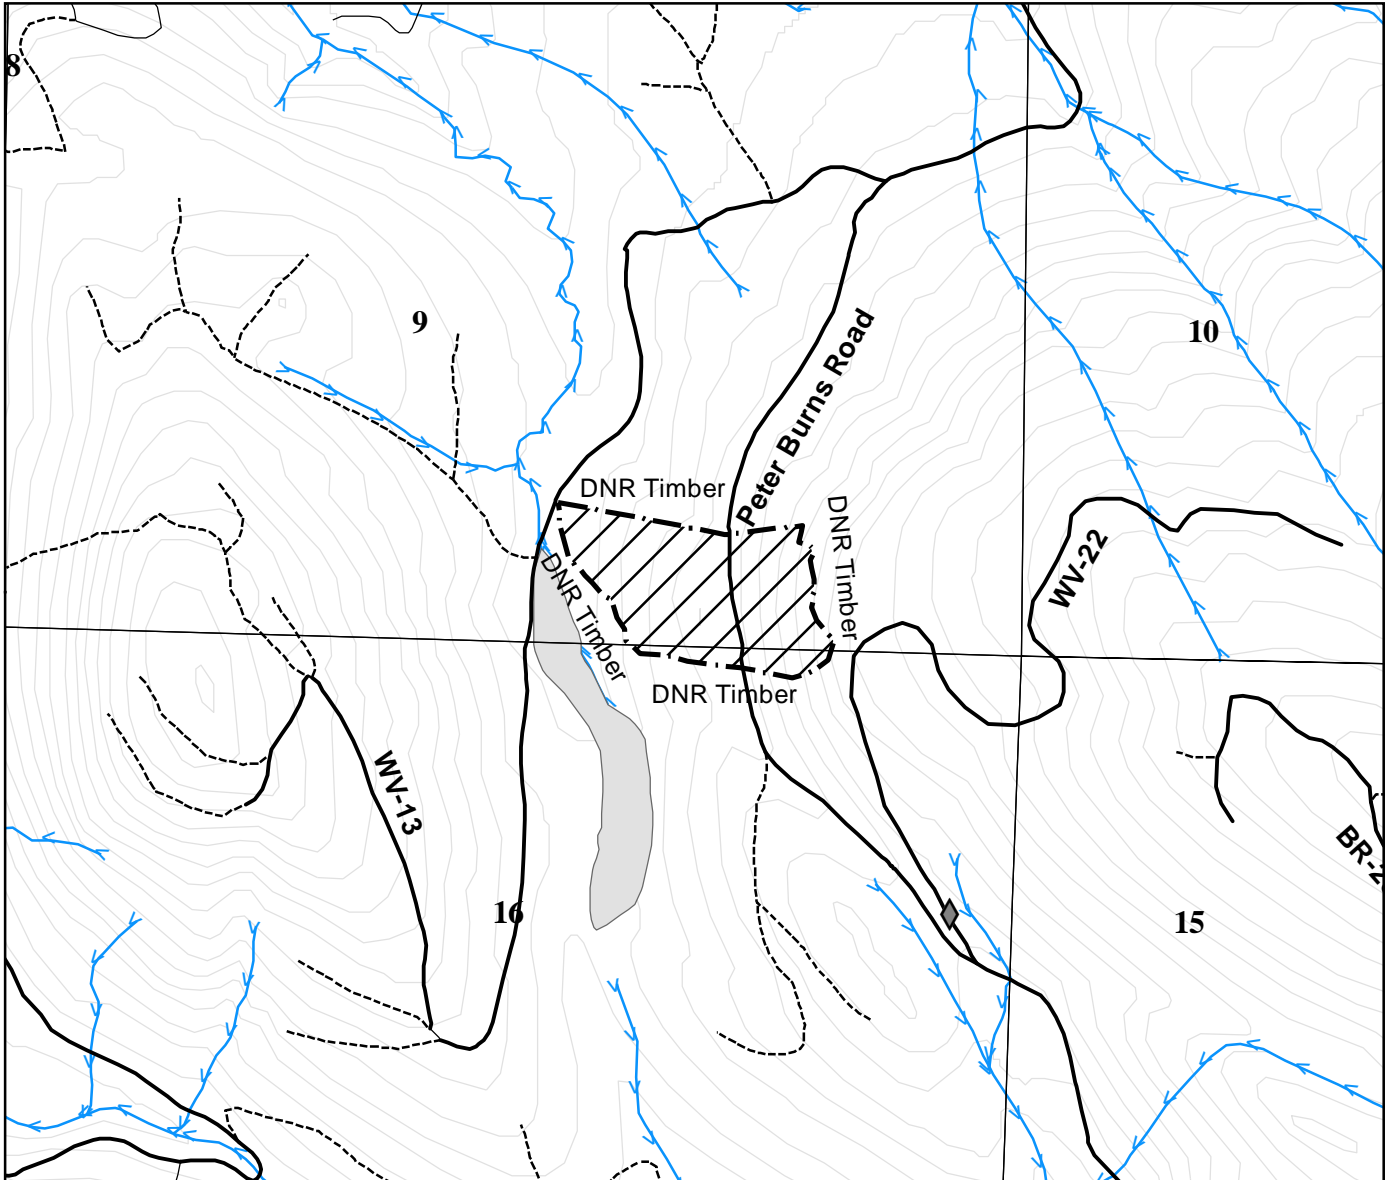 8
9
10
Peter Burns Road
DNR Timber
DNR Timber
DNR Timber
WV-22
DNR Timber
WV-13
BR-2
16
15